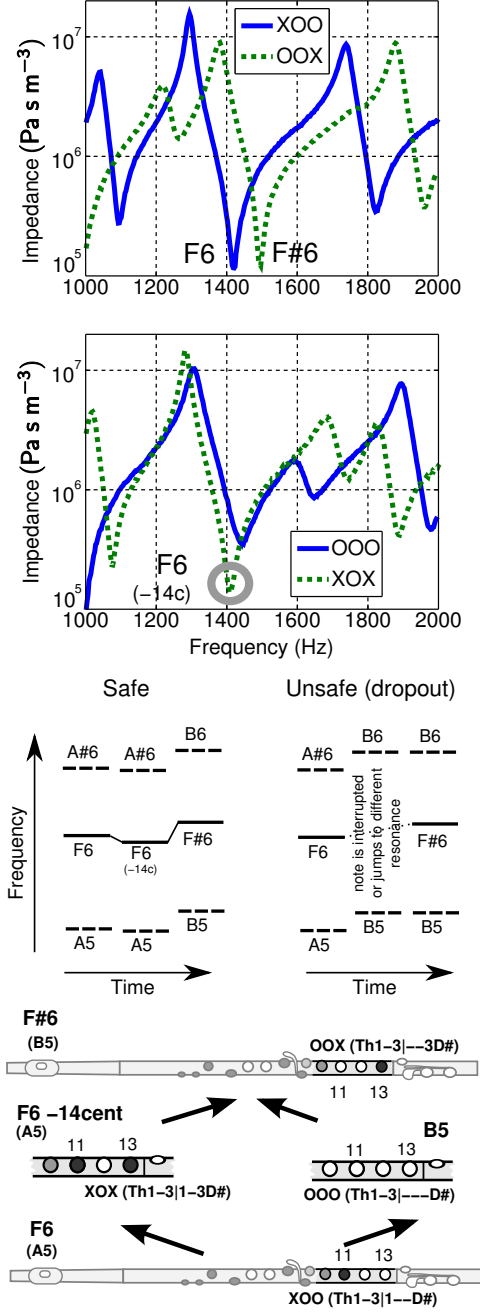 XOO
OOX
10^7
10^6
10^5
Impedance (Pa s m^−3)
F6
F#6
1000 1200 1400 1600 1800 2000
10^7
10^6
10^5
Impedance (Pa s m^−3)
F6
(−14c)
OOO
XOX
1000 1200 1400 1600 1800 2000
Frequency (Hz)
Safe
Unsafe (dropout)
Frequency
A#6 A#6 B6
F6 F6 F#6
(−14c)
A5 A5 B5
Time
A#6 B6 B6
F6 F#6
note is interrupted
or jumps to different
resonance
A5 B5 B5
Time
F#6
(B5)
OOX (Th1−3|−−3D#)
11 13
F6 −14cent
(A5)
11 13
XOX (Th1−3|1−3D#)
B5
11 13
OOO (Th1−3|−−−D#)
F6
(A5)
11 13
XOO (Th1−3|1−−D#)